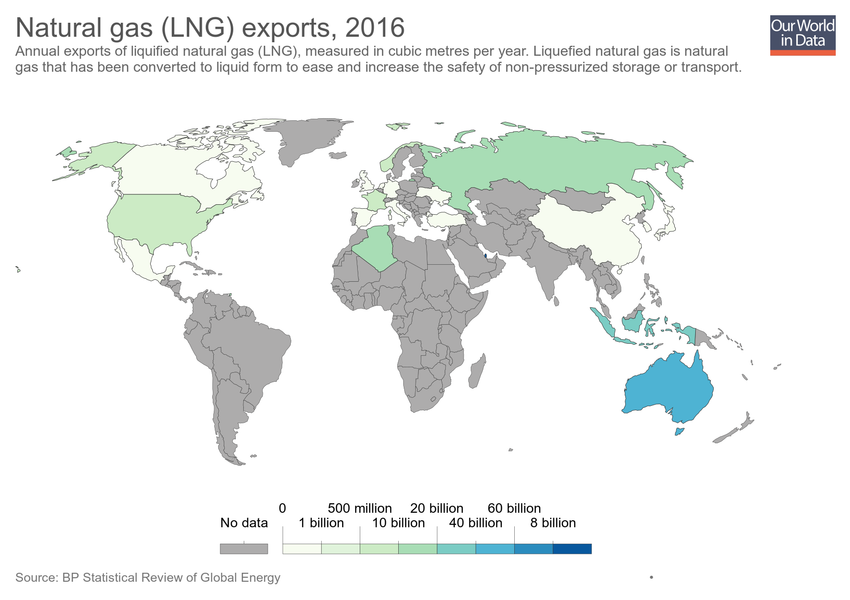 Natural gas (LNG) exports, 2016
Our World
in Data
Annual exports of liquified natural gas (LNG), measured in cubic metres per year. Liquefied natural gas is natural
gas that has been converted to liquid form to ease and increase the safety of non-pressurized storage or transport.
0 500 million 20 billion 60 billion
No data 1 billion 10 billion 40 billion 8 billion
Source: BP Statistical Review of Global Energy